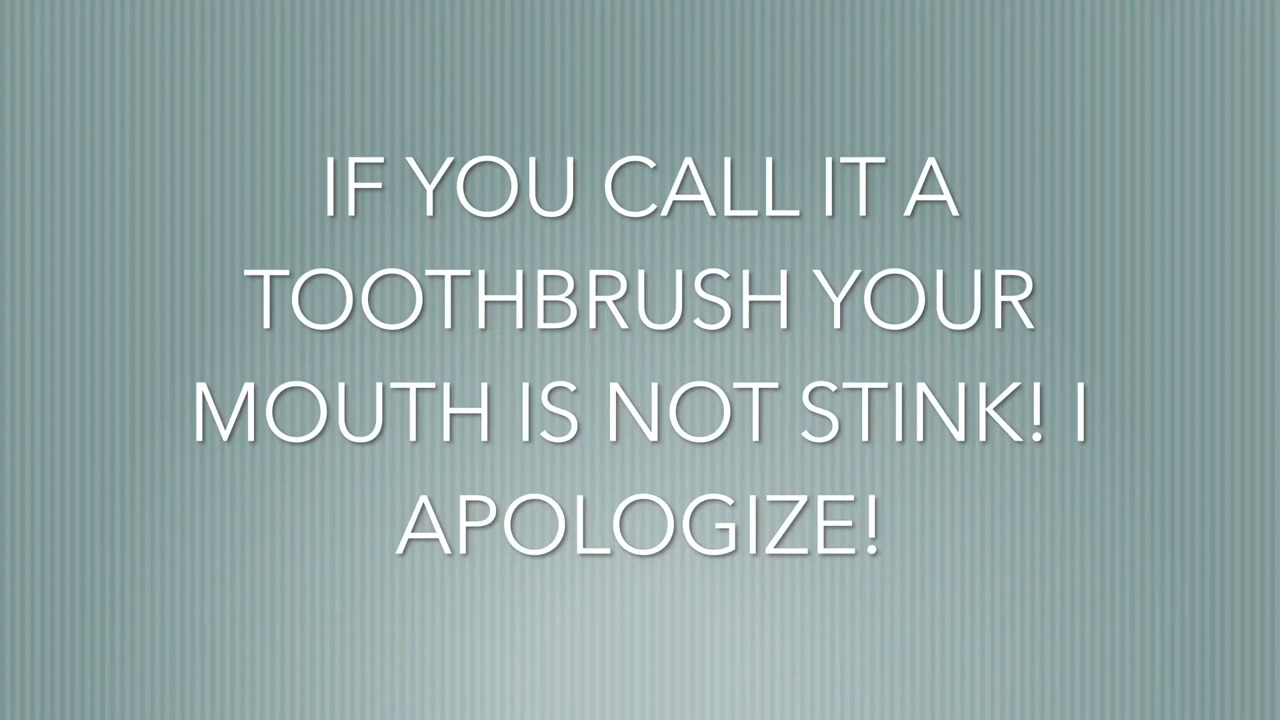 IF YOU CALL IT A
TOOTHBRUSH YOUR
MOUTH IS NOT STINK! I
APOLOGIZE!